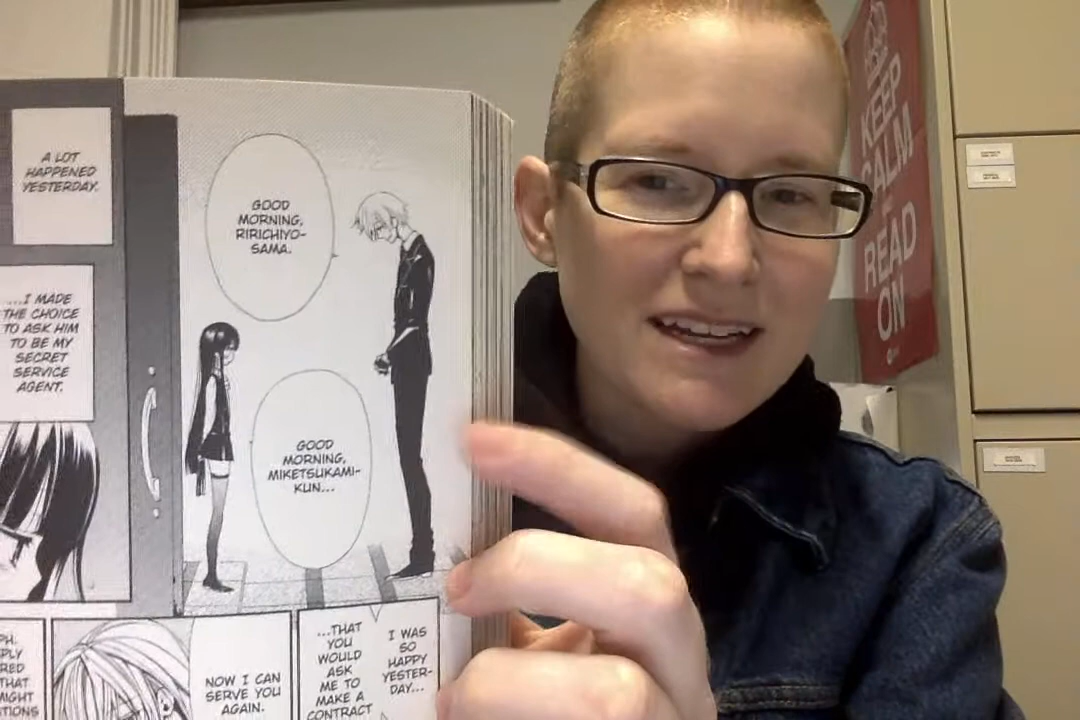 A LOT
HAPPENED
YESTERDAY.
...I MADE
THE CHOICE
TO ASK HIM
TO BE MY
SECRET
SERVICE
AGENT.
GOOD
MORNING,
RIRICHIYO-
SAMA.
GOOD
MORNING,
MIKETSUKAMI-
KUN...
I WAS
SO
HAPPY
YESTER-
DAY...
...THAT
YOU
WOULD
ASK
ME TO
MAKE A
CONTRACT
NOW I CAN
SERVE YOU
AGAIN.
THAT
KEEP
CALM
READ
ON